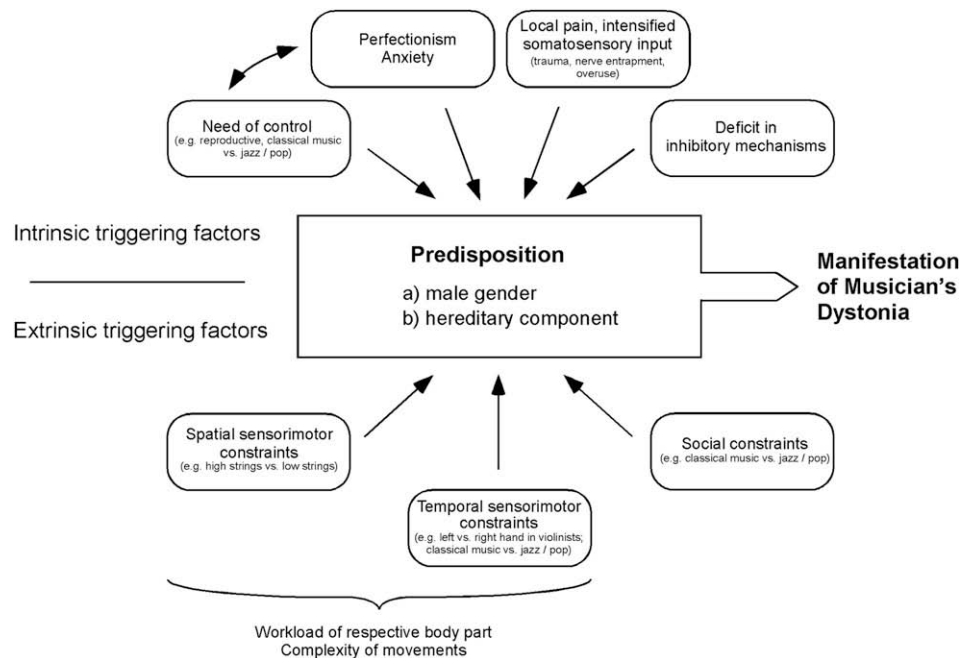 Perfectionism
Anxiety
Local pain, intensified
somatosensory input
(trauma, nerve entrapment,
overuse)
Need of control
(e.g. reproductive, classical music
vs. jazz / pop)
Deficit in
inhibitory mechanisms
Intrinsic triggering factors
Extrinsic triggering factors
Predisposition
a) male gender
b) hereditary component
Manifestation
of Musician's
Dystonia
Spatial sensorimotor
constraints
(e.g. high strings vs. low strings)
Temporal sensorimotor
constraints
(e.g. left vs. right hand in violinists;
classical music vs. jazz / pop)
Social constraints
(e.g. classical music vs. jazz / pop)
Workload of respective body part
Complexity of movements